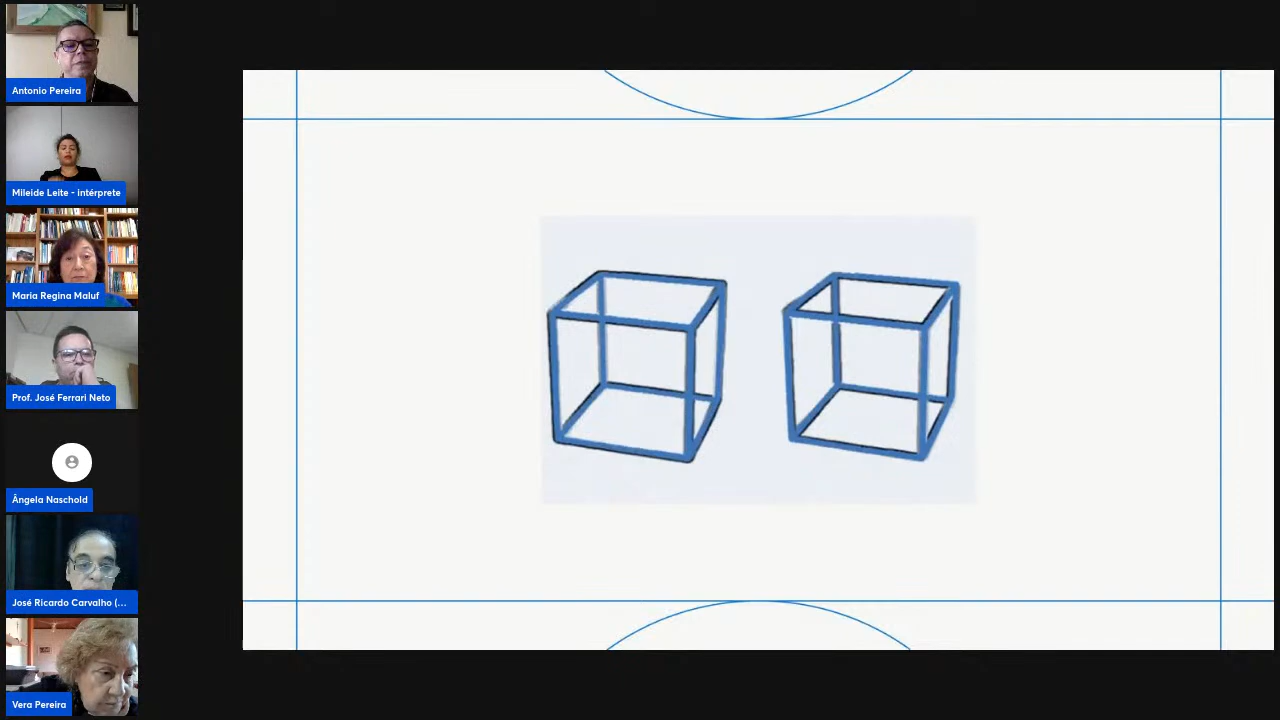 Antonio Pereira
Mileide Leite - intérprete
Maria Regina Maluf
Prof. José Ferrari Neto
Ângela Naschold
José Ricardo Carvalho (...
Vera Pereira